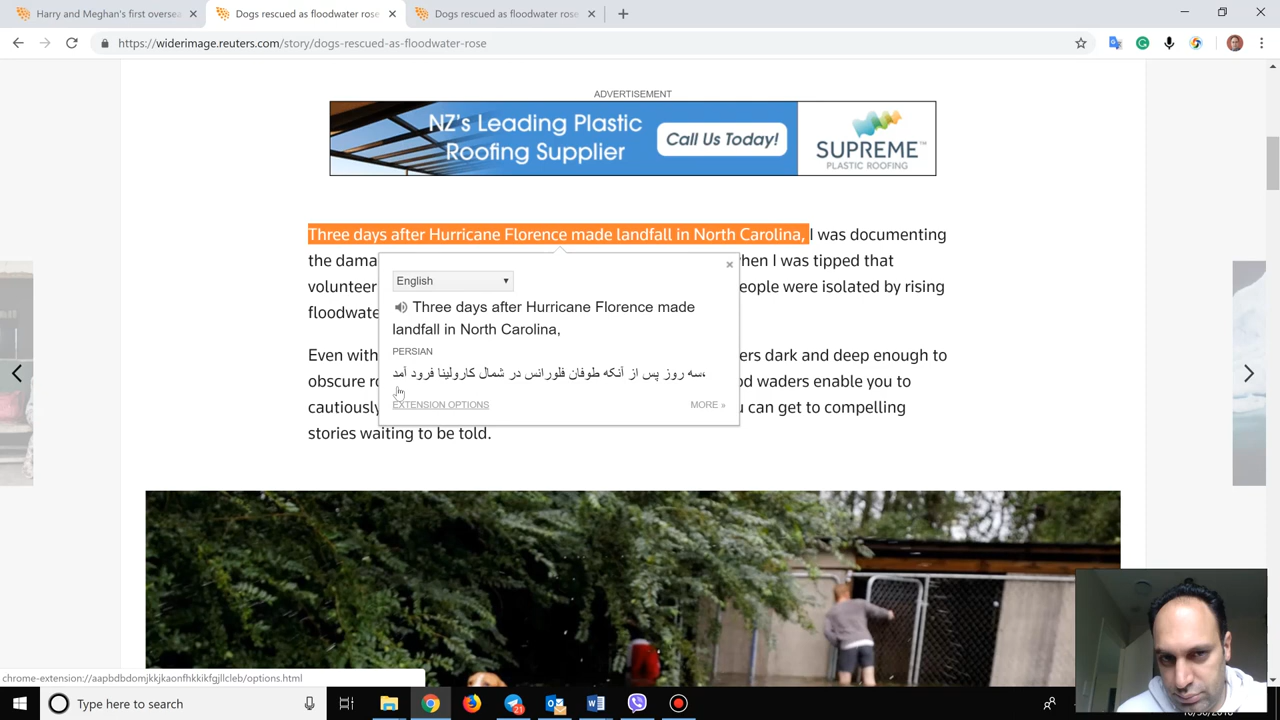 Harry and Meghan's first oversea
Dogs rescued as floodwater rose
Dogs rescued as floodwater rose
https://widerimage.reuters.com/story/dogs-rescued-as-floodwater-rose
ADVERTISEMENT
NZ's Leading Plastic
Roofing Supplier
Call Us Today!
SUPREME™
PLASTIC ROOFING
Three days after Hurricane Florence made landfall in North Carolina, I was documenting
the dama
hen I was tipped that
volunteer
eople were isolated by rising
floodwate
English
Three days after Hurricane Florence made
landfall in North Carolina,
PERSIAN
سه روز پس از آنکه طوفان فلورانس در شمال کارولینا فرود آمد،
EXTENSION OPTIONS
MORE »
Even with
ers dark and deep enough to
obscure ro
od waders enable you to
cautiously
u can get to compelling
stories waiting to be told.
chrome-extension://aapbdbdomjkkjkaonfhkkikfgjllcleb/options.html
Type here to search
21